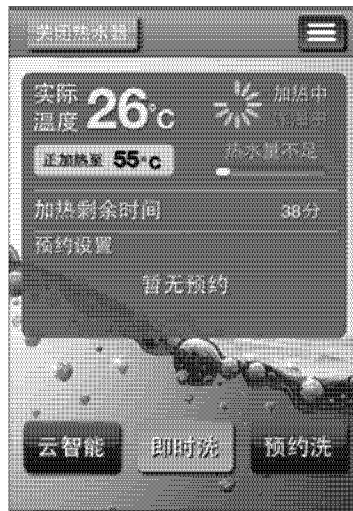 关闭热水器
实际温度 26°C
加热中
热水量不足
正加热至 55°C
加热剩余时间 38分
预约设置
暂无预约
云智能 即时洗 预约洗